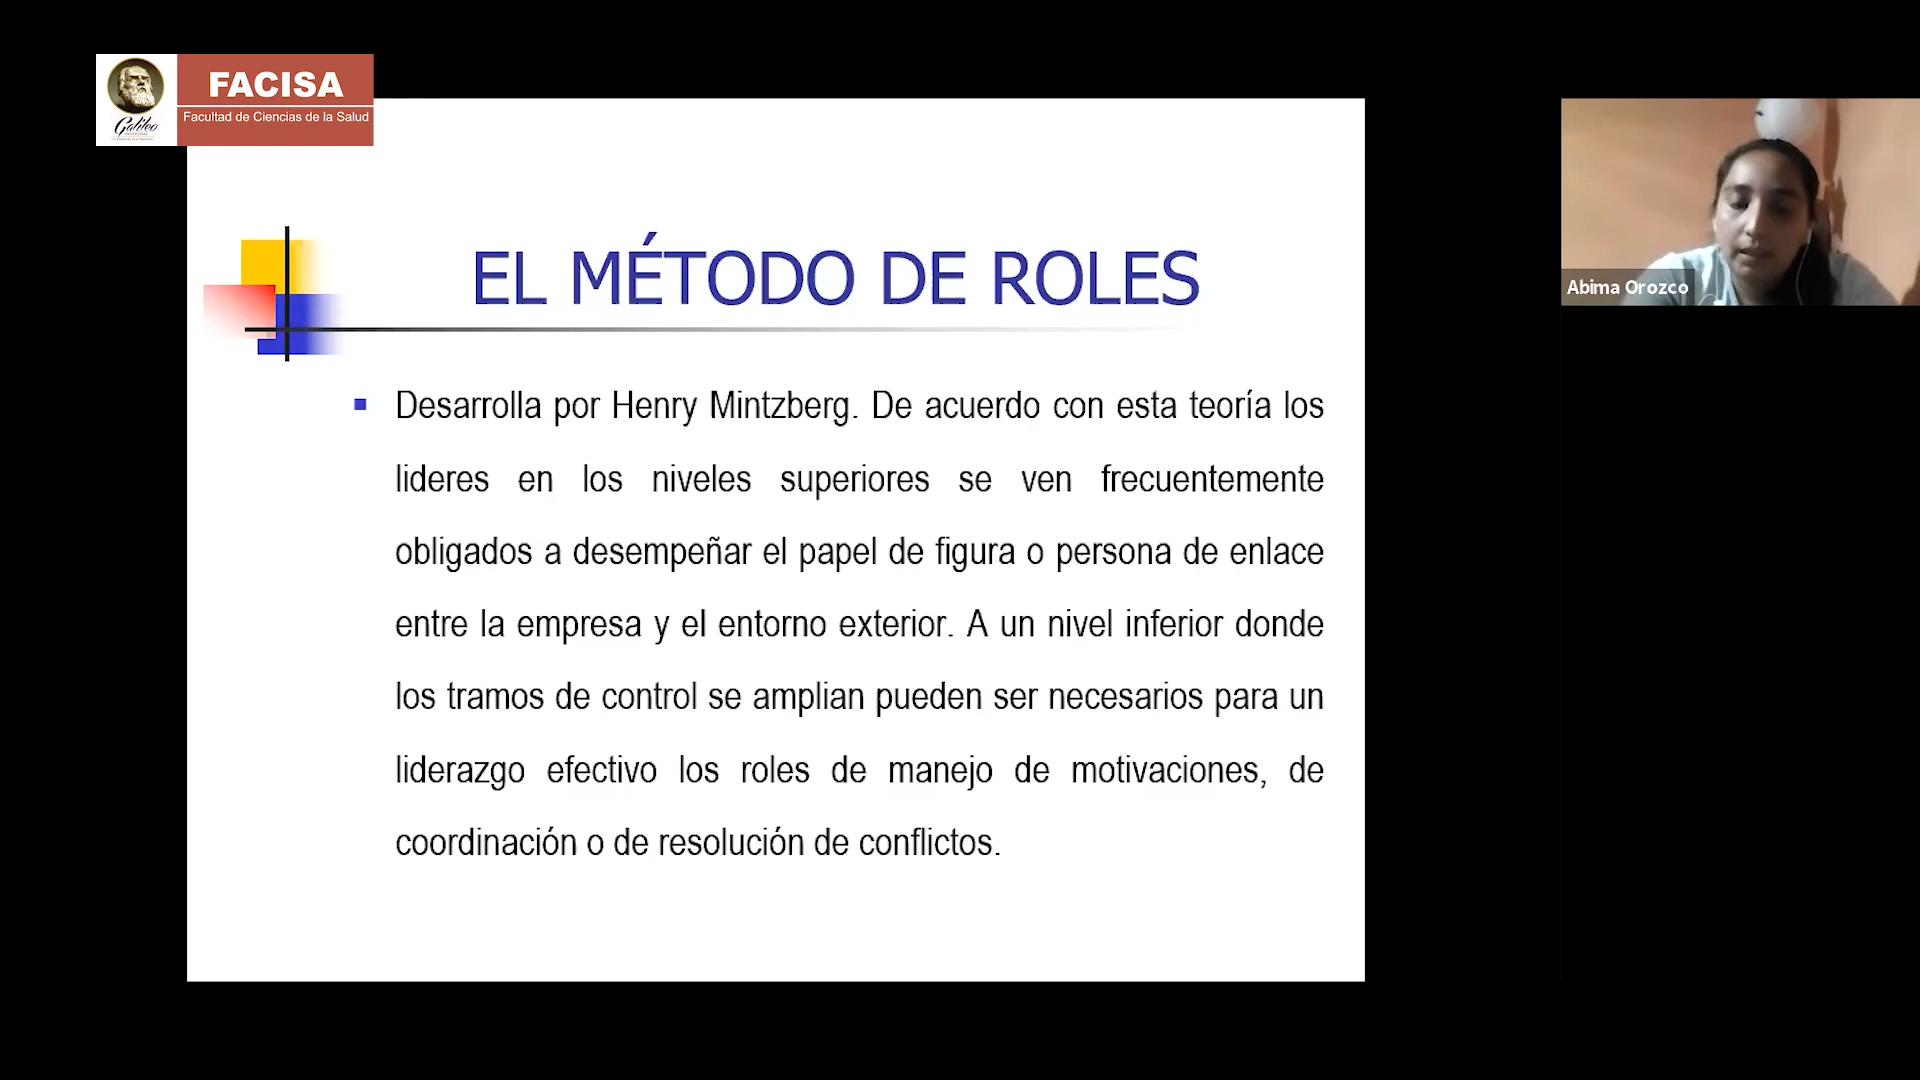 FACISA
Facultad de Ciencias de la Salud
Galileo
EL MÉTODO DE ROLES
Desarrolla por Henry Mintzberg. De acuerdo con esta teoría los
lideres en los niveles superiores se ven frecuentemente
obligados a desempeñar el papel de figura o persona de enlace
entre la empresa y el entorno exterior. A un nivel inferior donde
los tramos de control se amplian pueden ser necesarios para un
liderazgo efectivo los roles de manejo de motivaciones, de
coordinación o de resolución de conflictos.
Abima Orozco